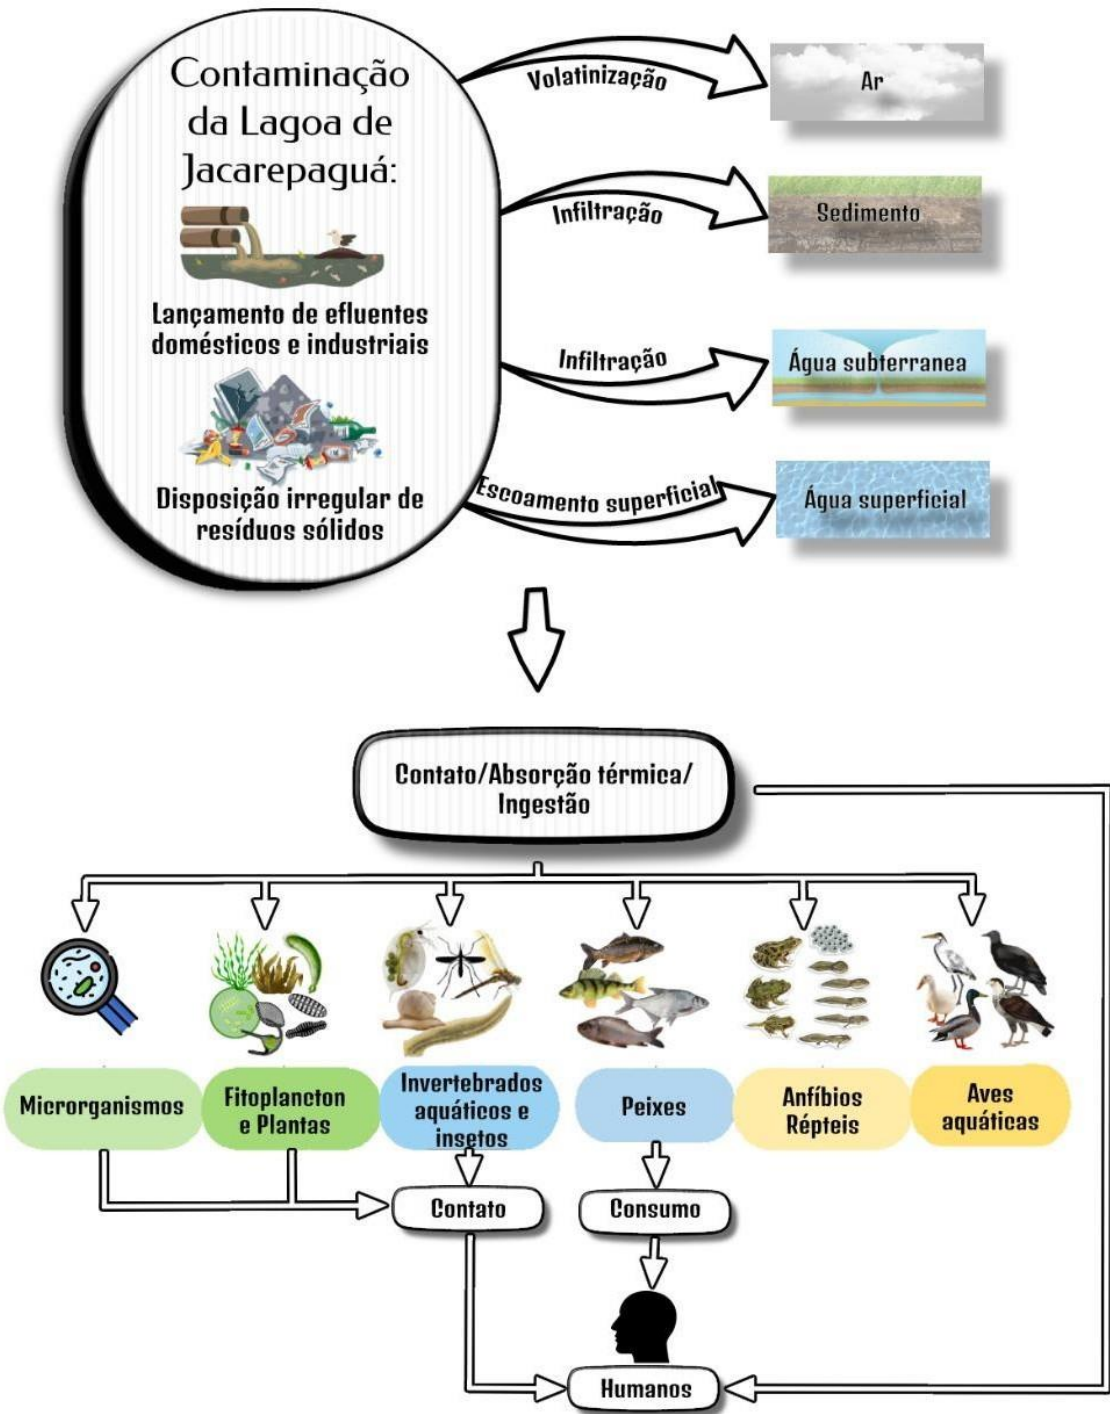 Contaminação
da Lagoa de
Jacarepaguá:
Lançamento de efluentes
domésticos e industriais
Disposição irregular de
resíduos sólidos
Volatinização
Ar
Infiltração
Sedimento
Infiltração
Água subterranea
Escoamento superficial
Água superficial
Contato/Absorção térmica/
Ingestão
Microrganismos
Fitoplancton
e Plantas
Invertebrados
aquáticos e
insetos
Peixes
Anfíbios
Répteis
Aves
aquáticas
Contato
Consumo
Humanos